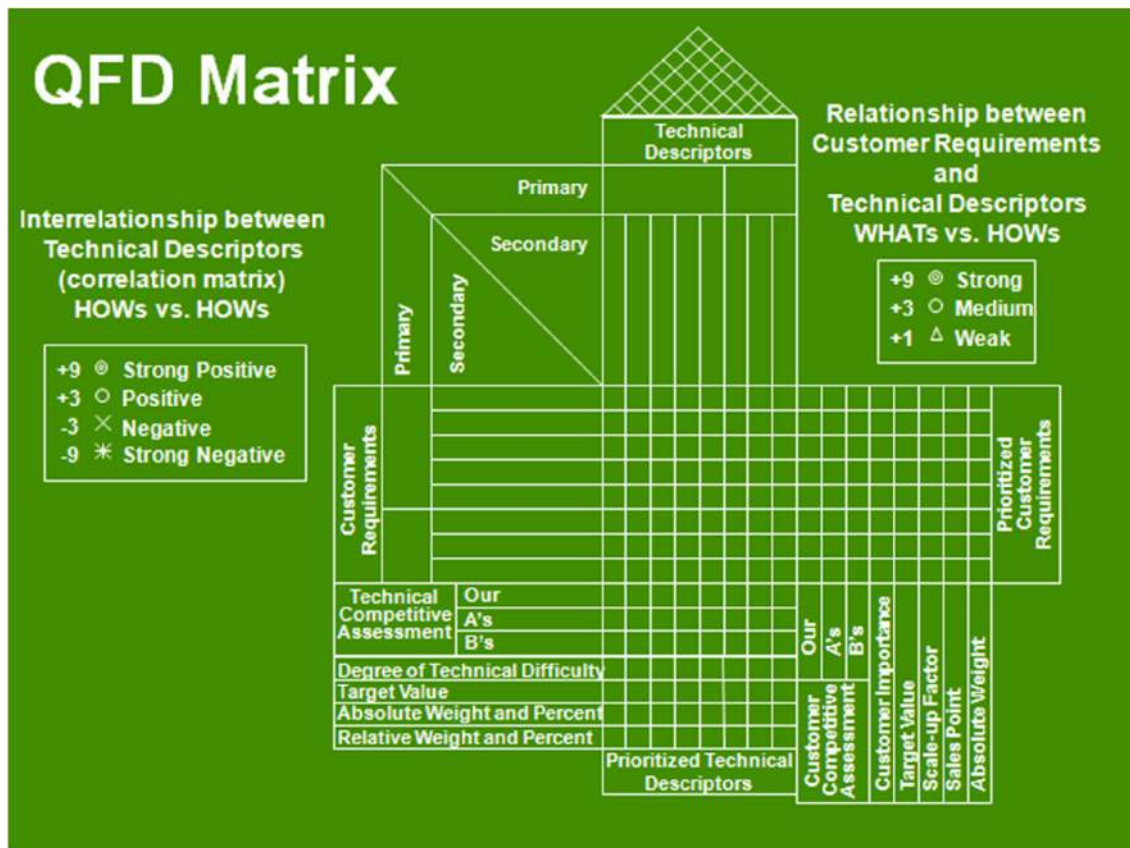 QFD Matrix
Technical
Descriptors
Primary
Secondary
Primary
Secondary
Interrelationship between
Technical Descriptors
(correlation matrix)
HOWs vs. HOWs
+9 ⌾ Strong Positive
+3 ○ Positive
-3 × Negative
-9 ✳ Strong Negative
Relationship between
Customer Requirements
and
Technical Descriptors
WHATs vs. HOWs
+9 ⌾ Strong
+3 ○ Medium
+1 △ Weak
Customer
Requirements
Prioritized
Customer
Requirements
Technical
Competitive
Assessment
Our
A's
B's
Degree of Technical Difficulty
Target Value
Absolute Weight and Percent
Relative Weight and Percent
Prioritized Technical
Descriptors
Our
A's
B's
Customer
Competitive
Assessment
Customer Importance
Target Value
Scale-up Factor
Sales Point
Absolute Weight